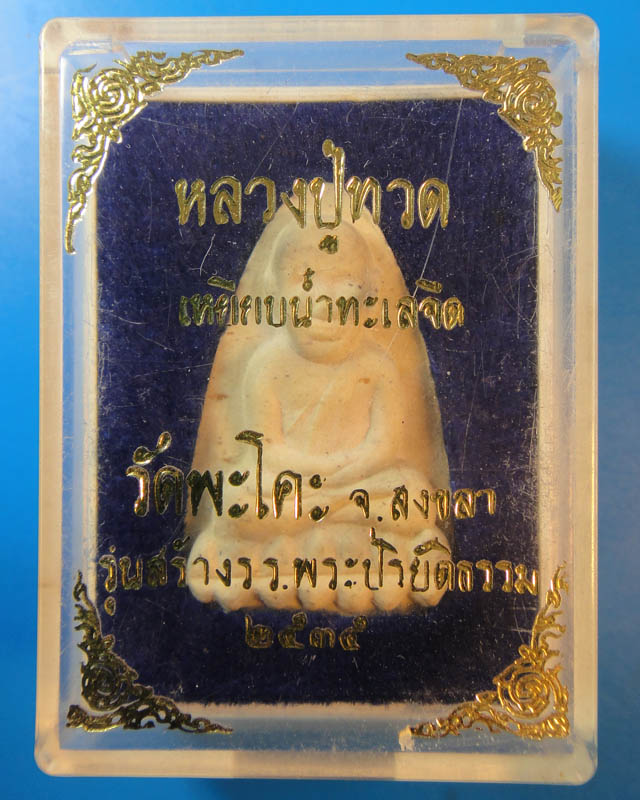 หลวงปู่ทวด
เหยียบน้ำทะเลจืด
วัดพะโคะ จ.สงขลา
รุ่นสร้างรร.พระปริยัติธรรม
๒๕๓๕